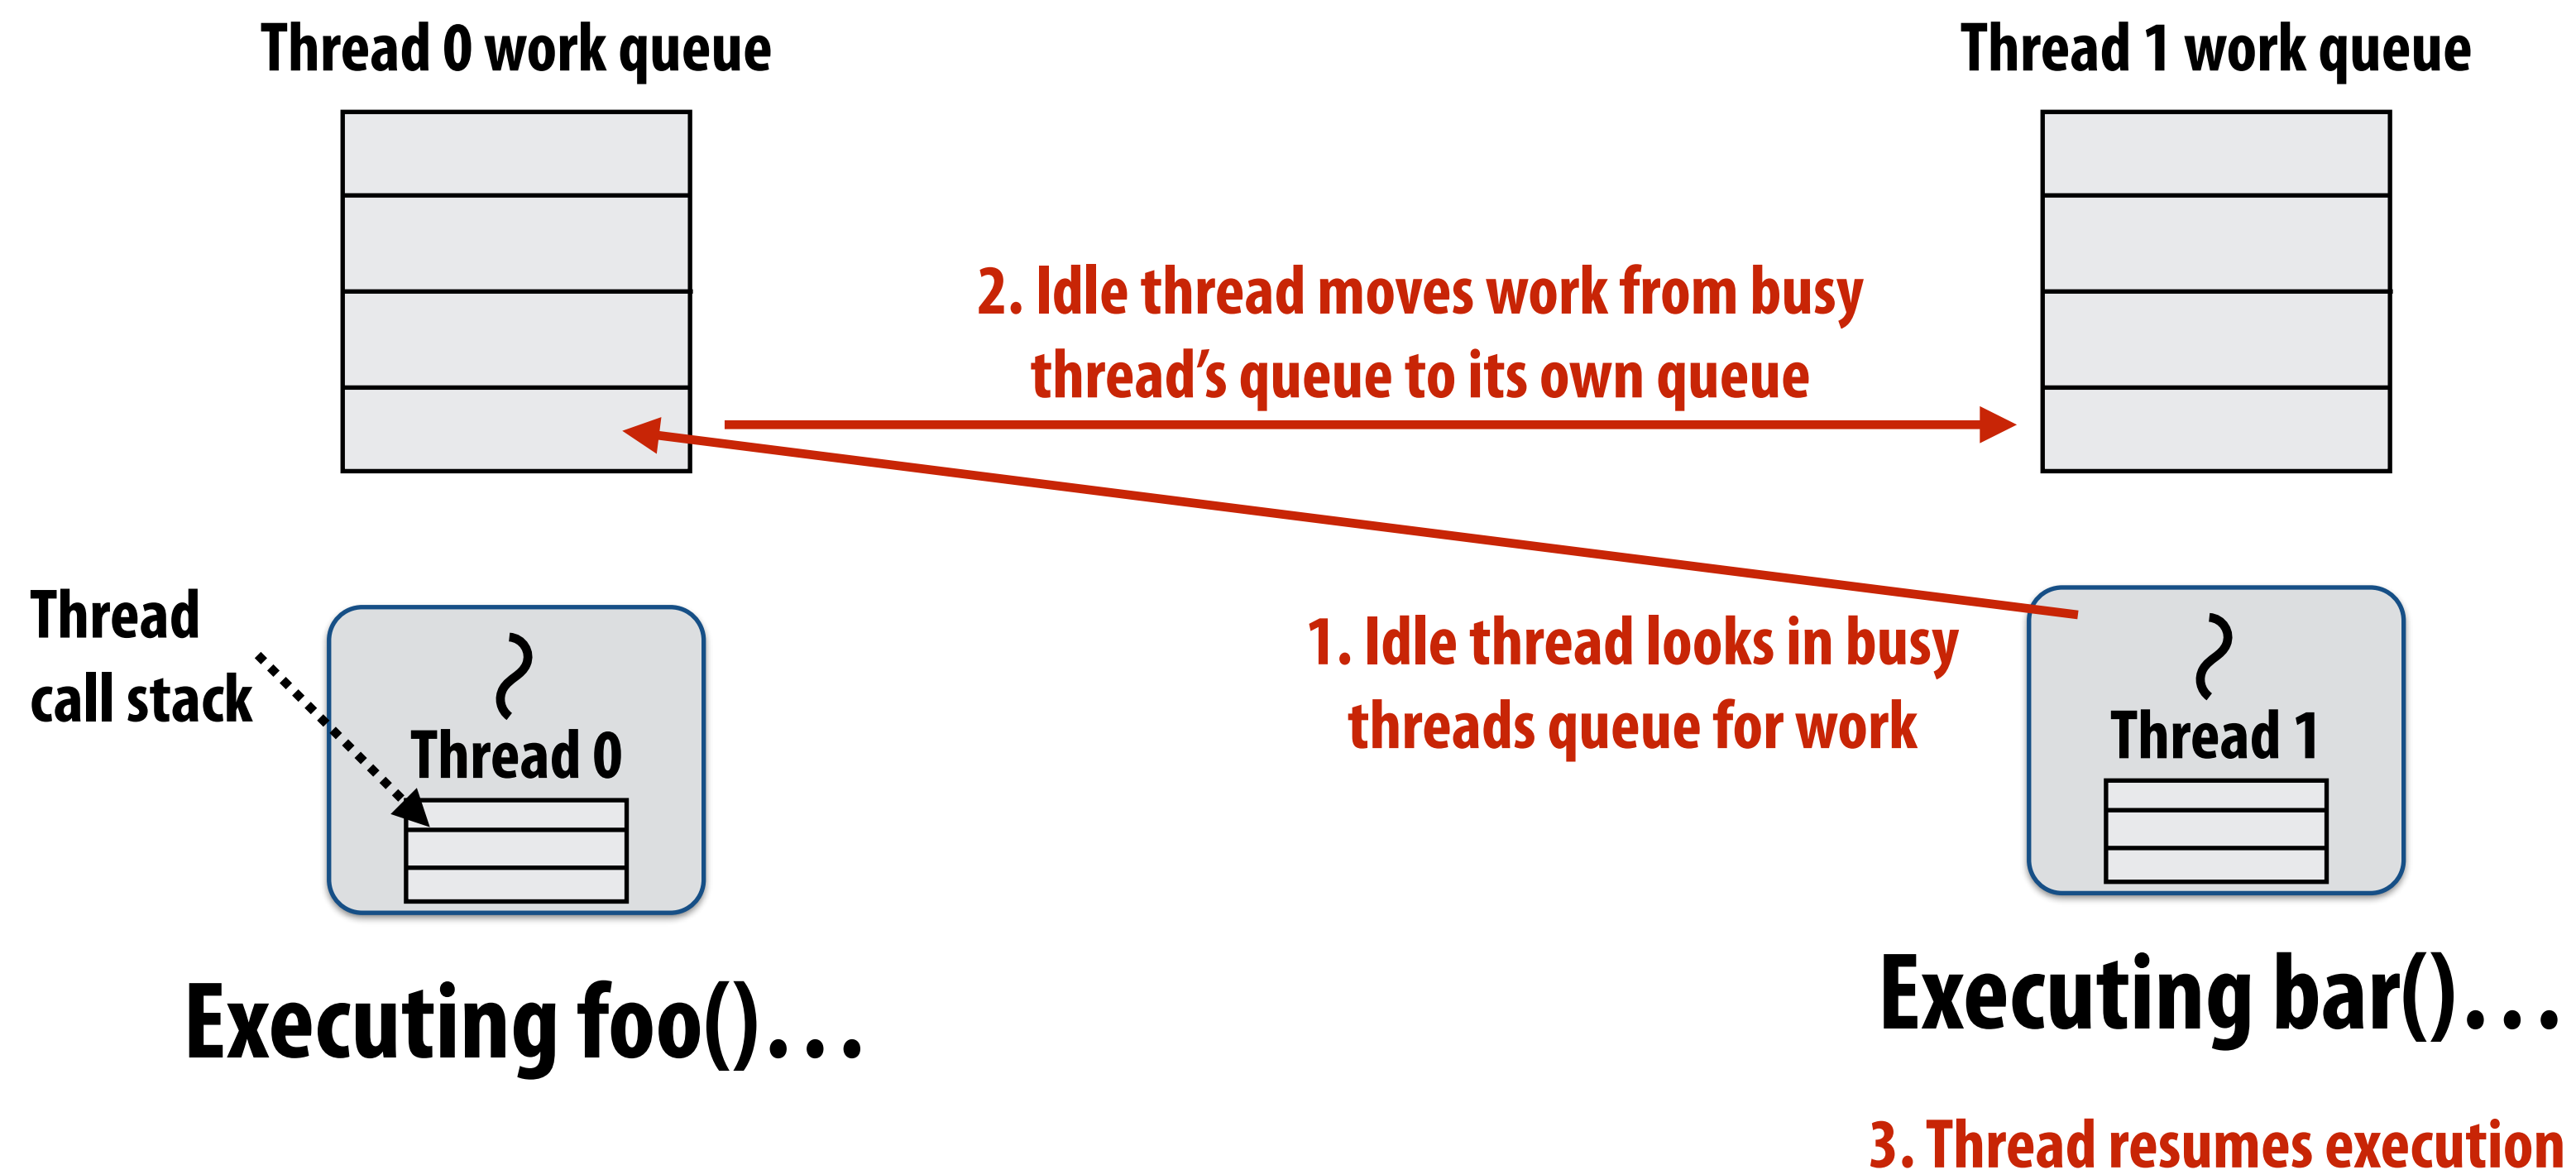 Thread 0 work queue
Thread 1 work queue
2. Idle thread moves work from busy
thread’s queue to its own queue
1. Idle thread looks in busy
threads queue for work
Thread
call stack
Thread 0
Thread 1
Executing foo()…
Executing bar()…
3. Thread resumes execution